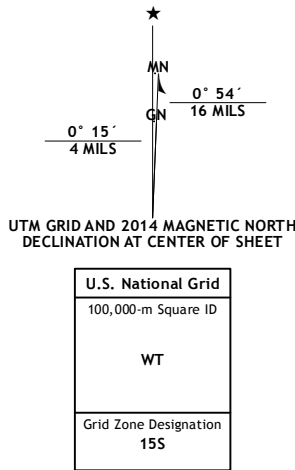 MN
0° 54´
16 MILS
GN
0° 15´
4 MILS
UTM GRID AND 2014 MAGNETIC NORTH
DECLINATION AT CENTER OF SHEET
U.S. National Grid
100,000-m Square ID
WT
Grid Zone Designation
15S